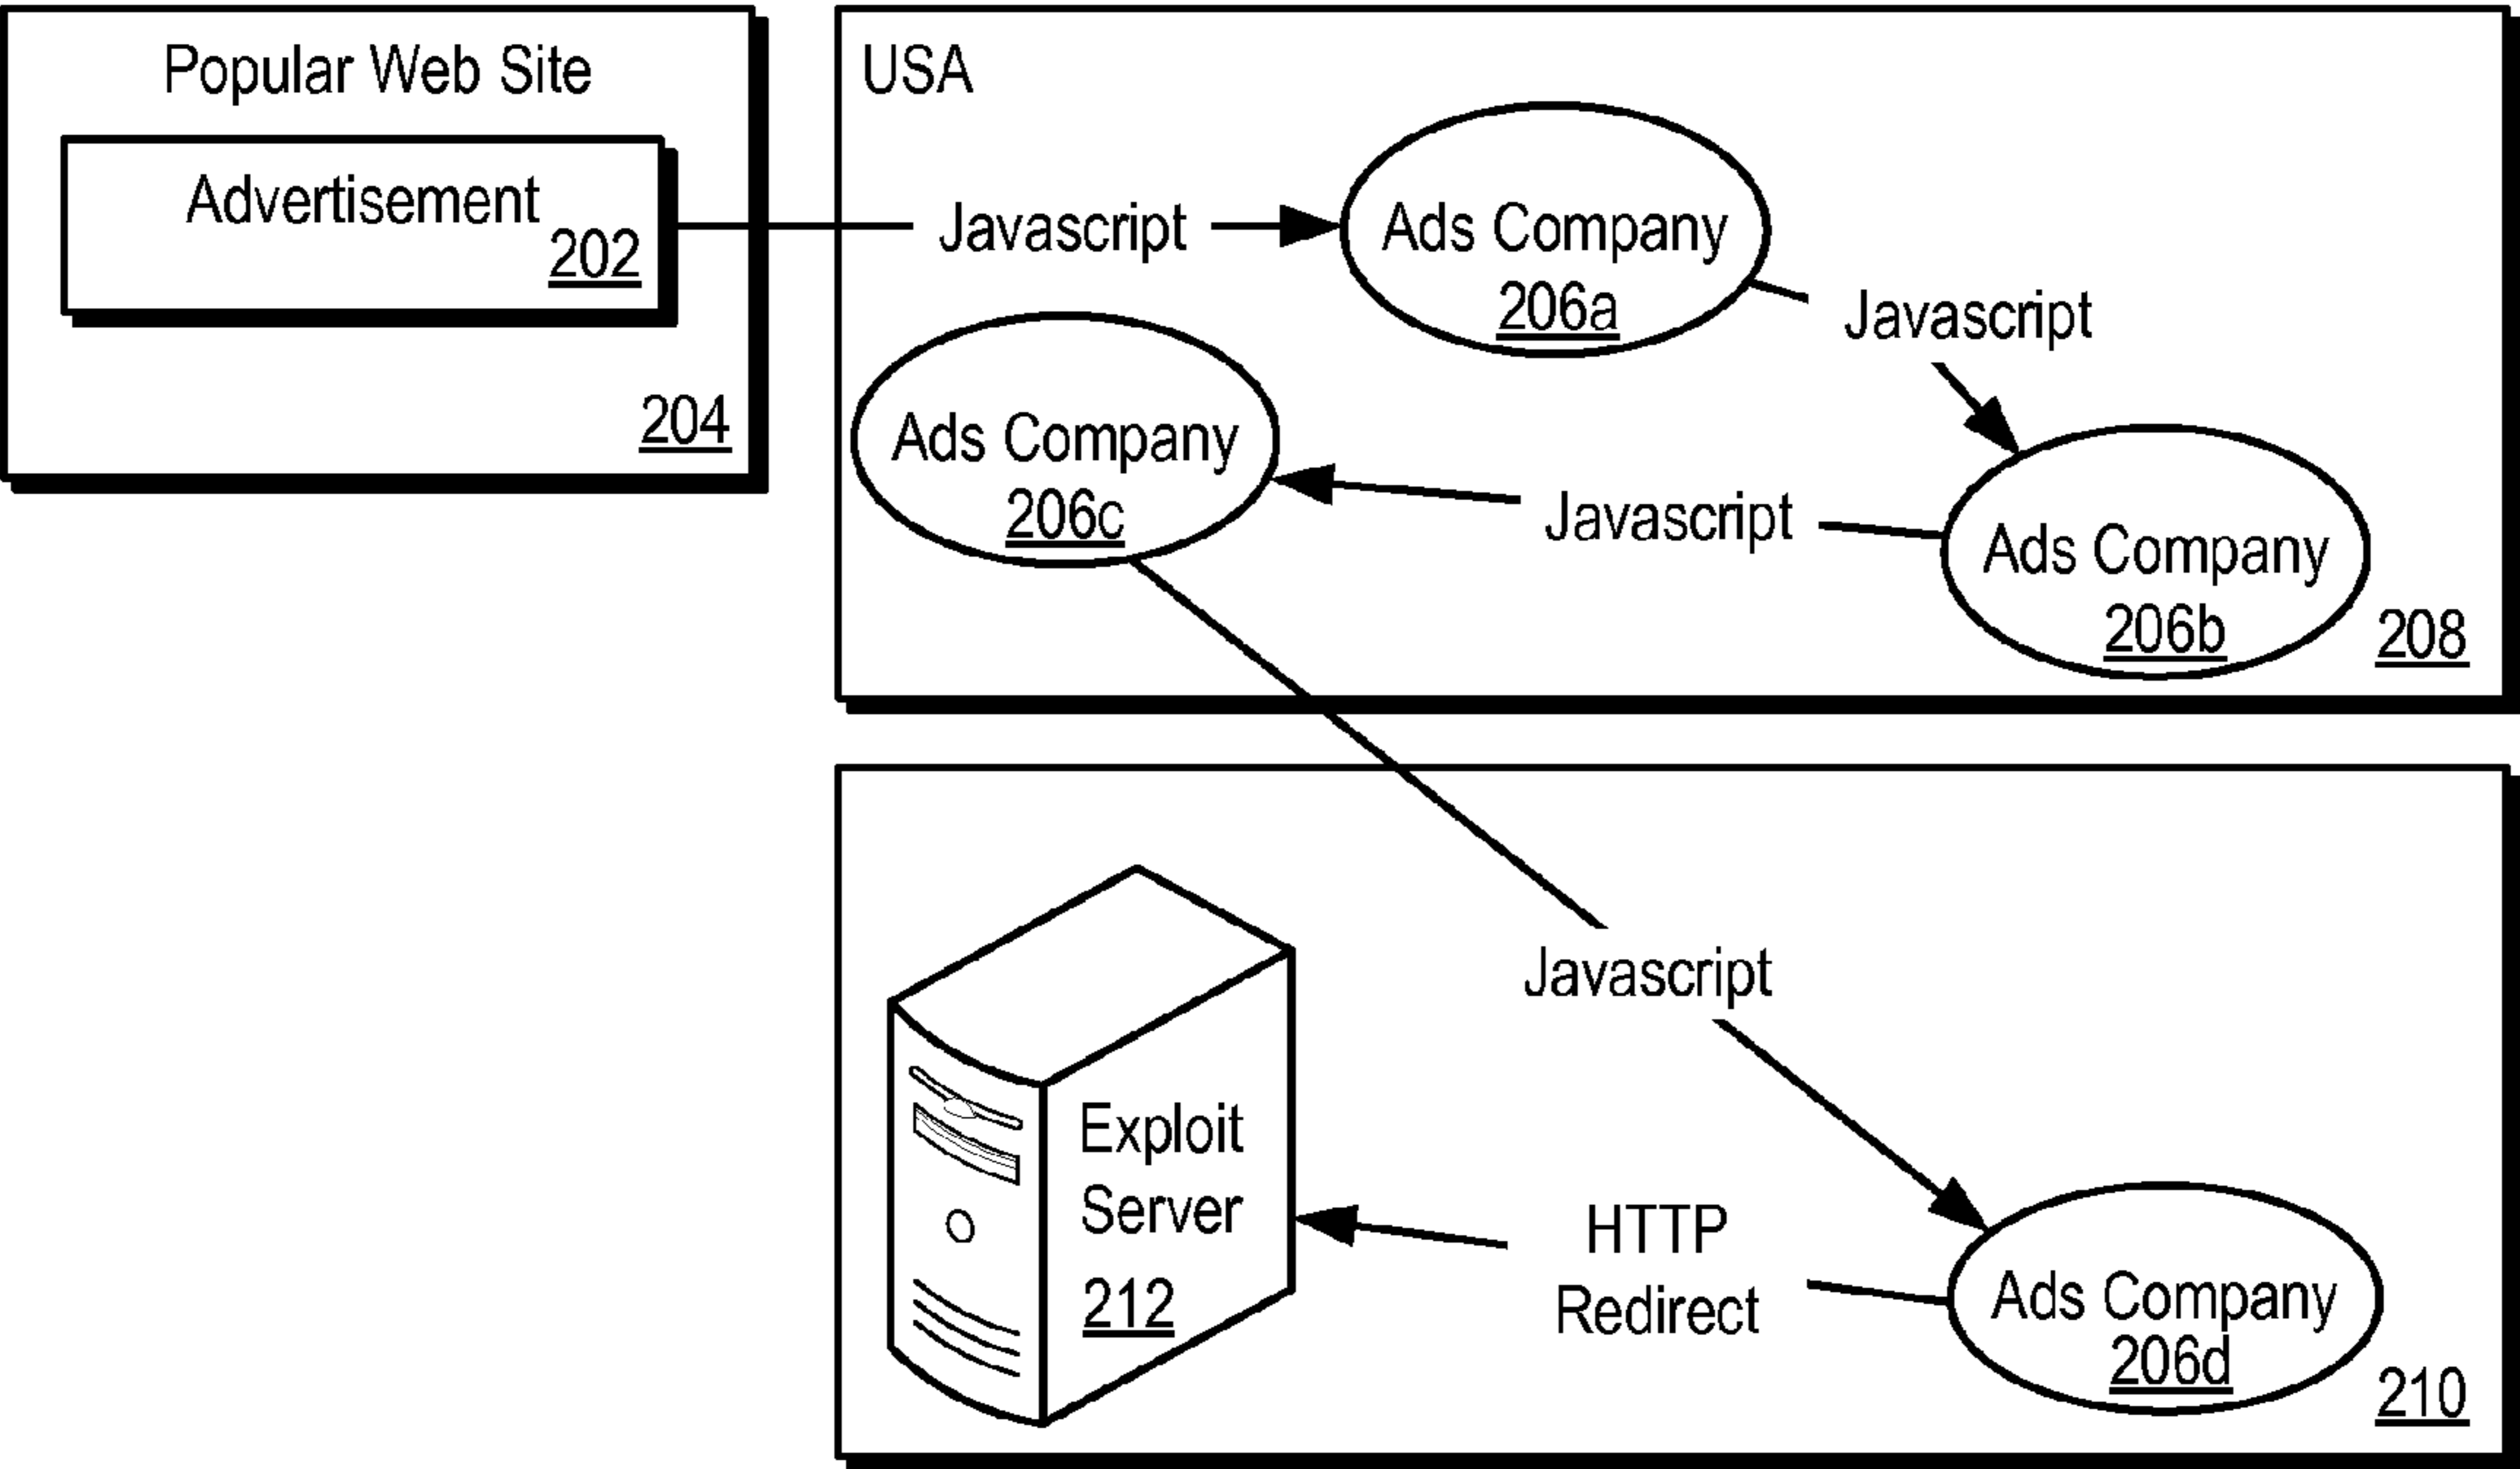 Popular Web Site
Advertisement
202
204
USA
Javascript
Ads Company
206a
Javascript
Ads Company
206c
Javascript
Ads Company
206b
208
Javascript
Exploit
Server
212
HTTP
Redirect
Ads Company
206d
210